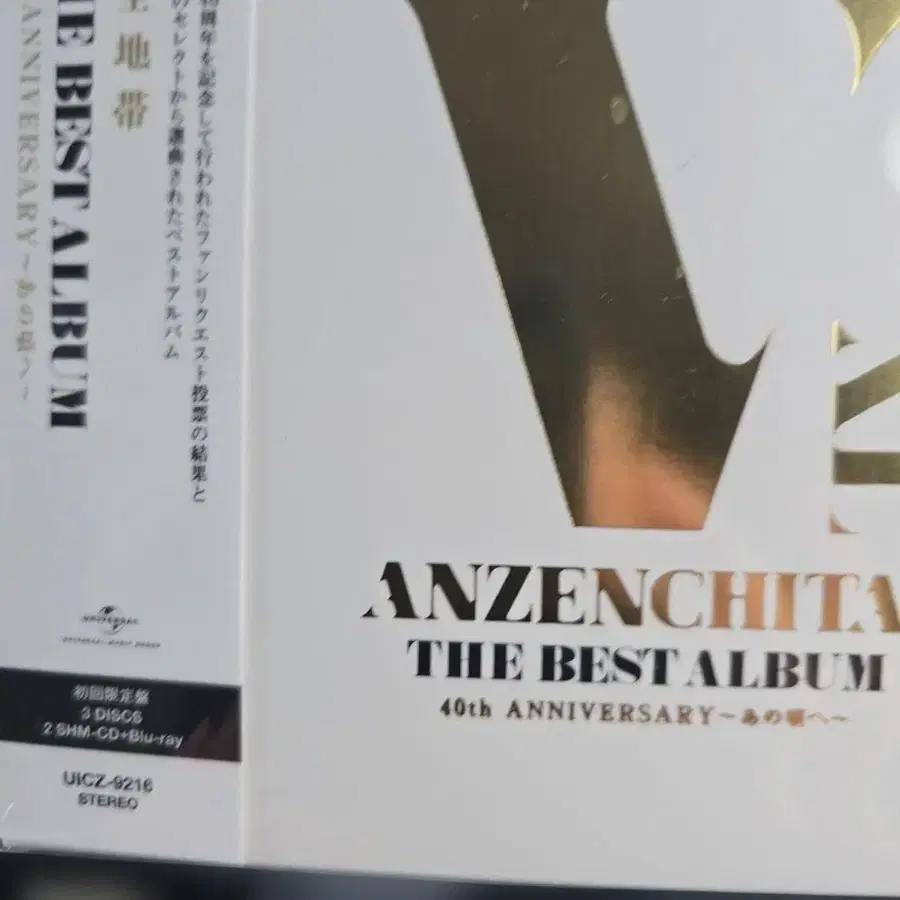 地帯
周年を記念して行われたファンリクエスト投票の結果と
のセレクトから選曲されたベストアルバム
BEST ALBUM
ANNIVERSARY～あの頃へ～
UNIVERSAL
UNIVERSAL MUSIC
初回限定盤
3 DISCS
2 SHM-CD+Blu-ray
UICZ-9216
STEREO
ANZENCHITA
THE BEST ALBUM
40th ANNIVERSARY～あの頃へ～